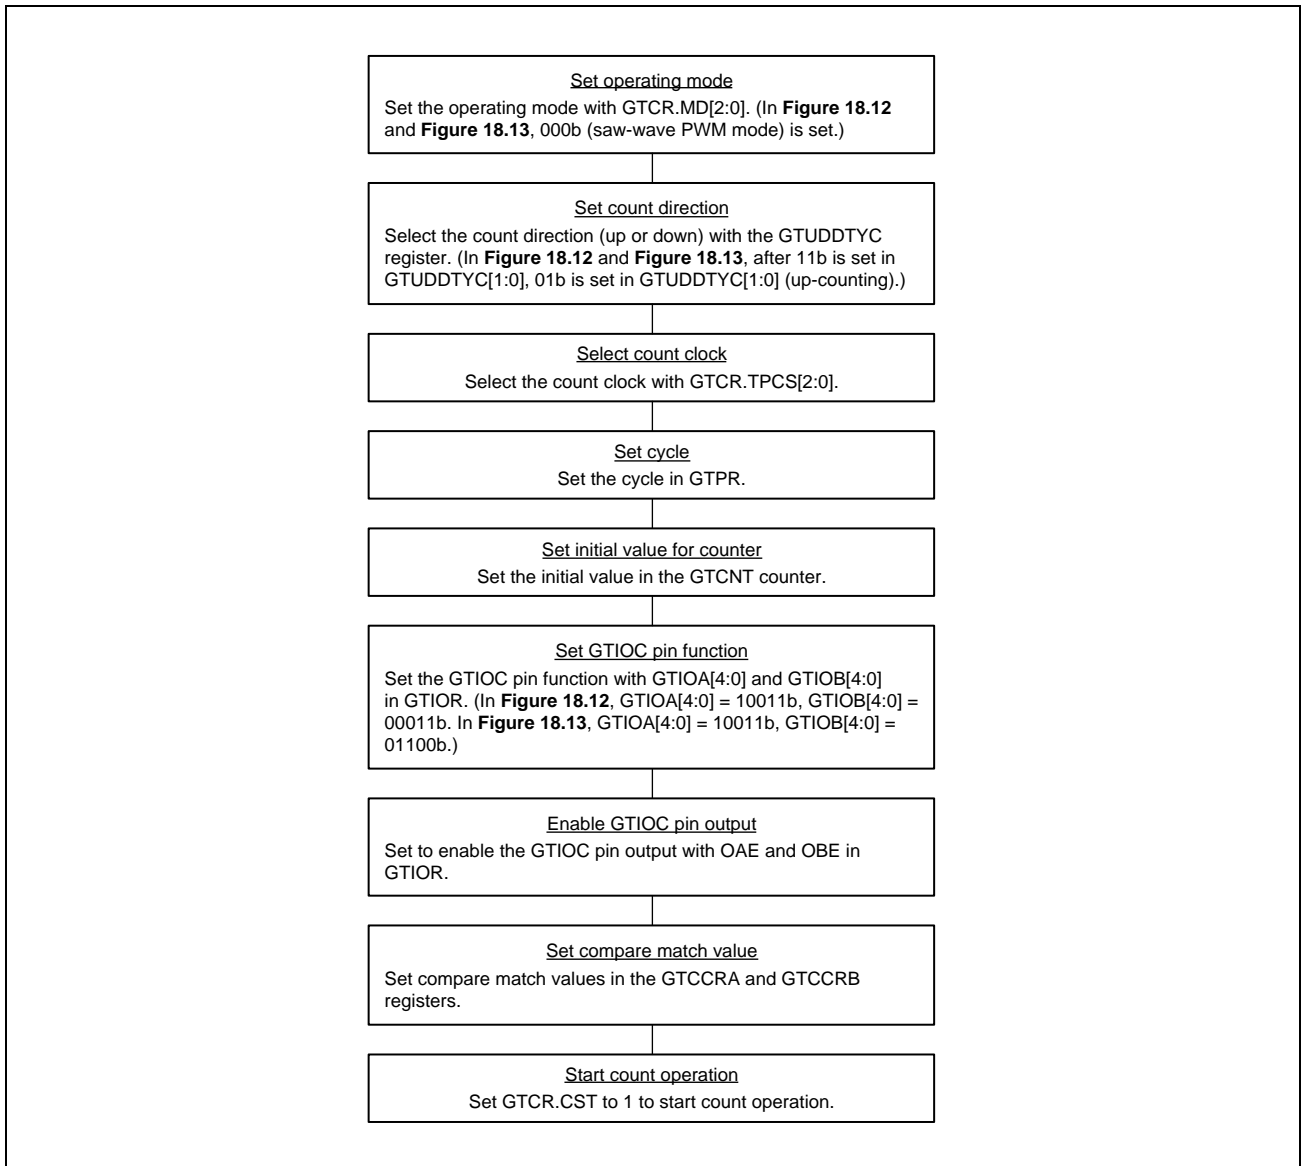 Set operating mode
Set the operating mode with GTCR.MD[2:0]. (In Figure 18.12
and Figure 18.13, 000b (saw-wave PWM mode) is set.)
Set count direction
Select the count direction (up or down) with the GTUDDTYC
register. (In Figure 18.12 and Figure 18.13, after 11b is set in
GTUDDTYC[1:0], 01b is set in GTUDDTYC[1:0] (up-counting).)
Select count clock
Select the count clock with GTCR.TPCS[2:0].
Set cycle
Set the cycle in GTPR.
Set initial value for counter
Set the initial value in the GTCNT counter.
Set GTIOC pin function
Set the GTIOC pin function with GTIOA[4:0] and GTIOB[4:0]
in GTIOR. (In Figure 18.12, GTIOA[4:0] = 10011b, GTIOB[4:0] =
00011b. In Figure 18.13, GTIOA[4:0] = 10011b, GTIOB[4:0] =
01100b.)
Enable GTIOC pin output
Set to enable the GTIOC pin output with OAE and OBE in
GTIOR.
Set compare match value
Set compare match values in the GTCCRA and GTCCRB
registers.
Start count operation
Set GTCR.CST to 1 to start count operation.